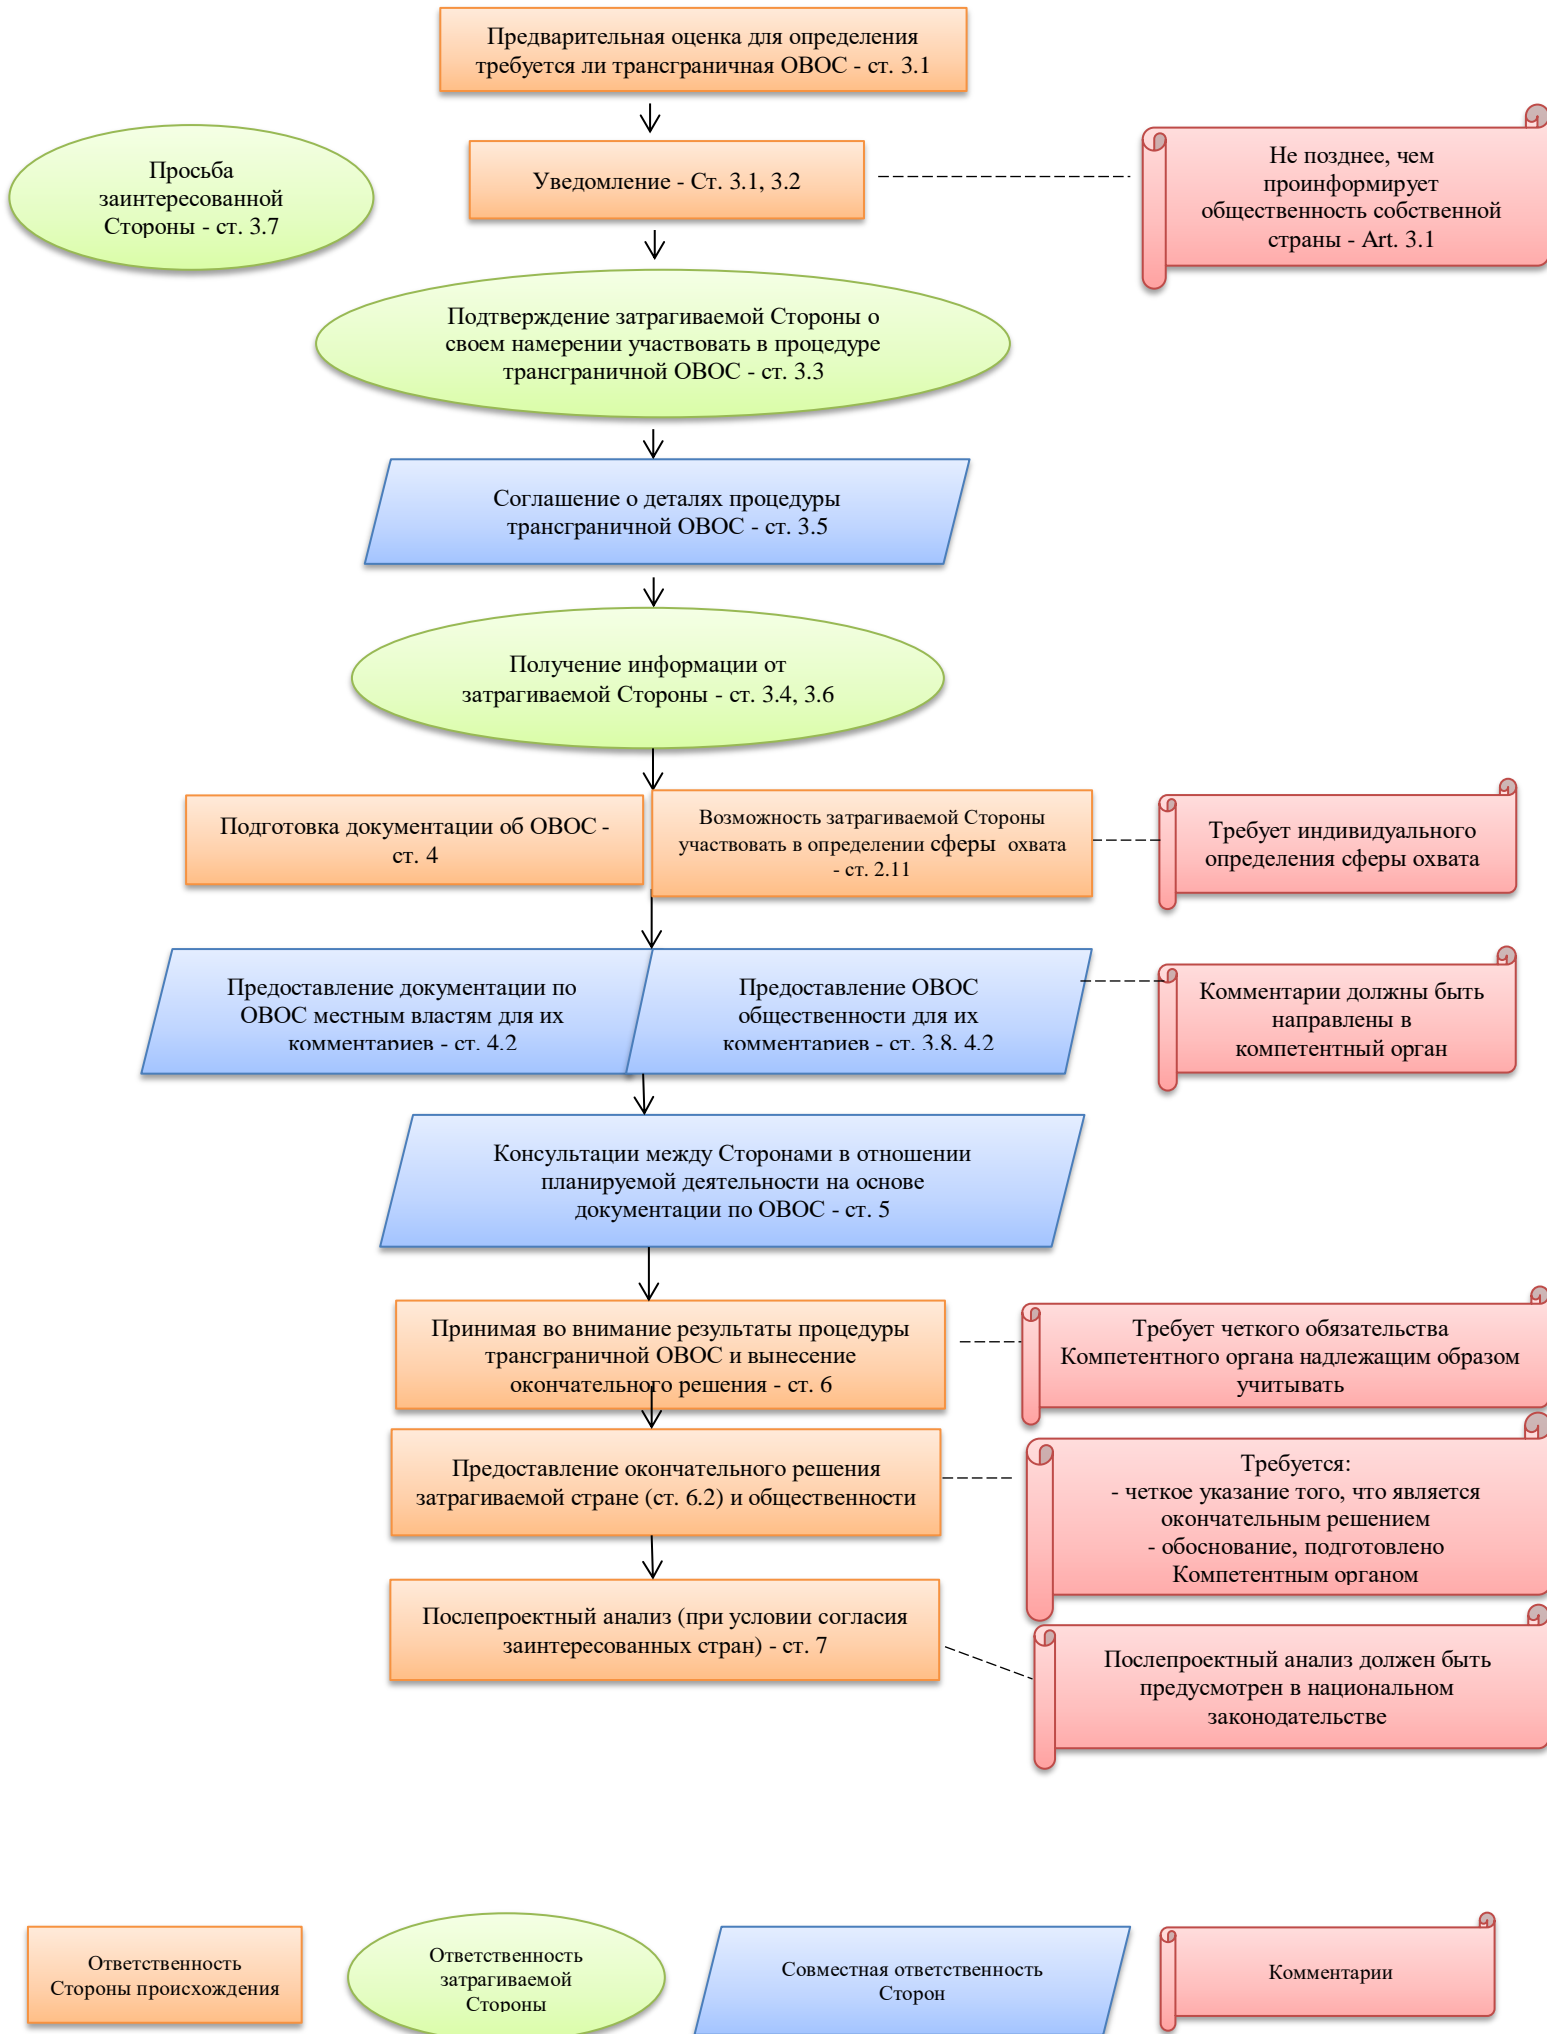 Предварительная оценка для определения
требуется ли трансграничная ОВОС - ст. 3.1
Просьба
заинтересованной
Стороны - ст. 3.7
Уведомление - Ст. 3.1, 3.2
Не позднее, чем
проинформирует
общественность собственной
страны - Art. 3.1
Подтверждение затрагиваемой Стороны о
своем намерении участвовать в процедуре
трансграничной ОВОС - ст. 3.3
Соглашение о деталях процедуры
трансграничной ОВОС - ст. 3.5
Получение информации от
затрагиваемой Стороны - ст. 3.4, 3.6
Подготовка документации об ОВОС -
ст. 4
Возможность затрагиваемой Стороны
участвовать в определении сферы охвата
- ст. 2.11
Требует индивидуального
определения сферы охвата
Предоставление документации по
ОВОС местным властям для их
комментариев - ст. 4.2
Предоставление ОВОС
общественности для их
комментариев - ст. 3.8, 4.2
Комментарии должны быть
направлены в
компетентный орган
Консультации между Сторонами в отношении
планируемой деятельности на основе
документации по ОВОС - ст. 5
Принимая во внимание результаты процедуры
трансграничной ОВОС и вынесение
окончательного решения - ст. 6
Требует четкого обязательства
Компетентного органа надлежащим образом
учитывать
Предоставление окончательного решения
затрагиваемой стране (ст. 6.2) и общественности
Требуется:
- четкое указание того, что является
окончательным решением
- обоснование, подготовлено
Компетентным органом
Послепроектный анализ (при условии согласия
заинтересованных стран) - ст. 7
Послепроектный анализ должен быть
предусмотрен в национальном
законодательстве
Ответственность
Стороны происхождения
Ответственность
затрагиваемой
Стороны
Совместная ответственность
Сторон
Комментарии